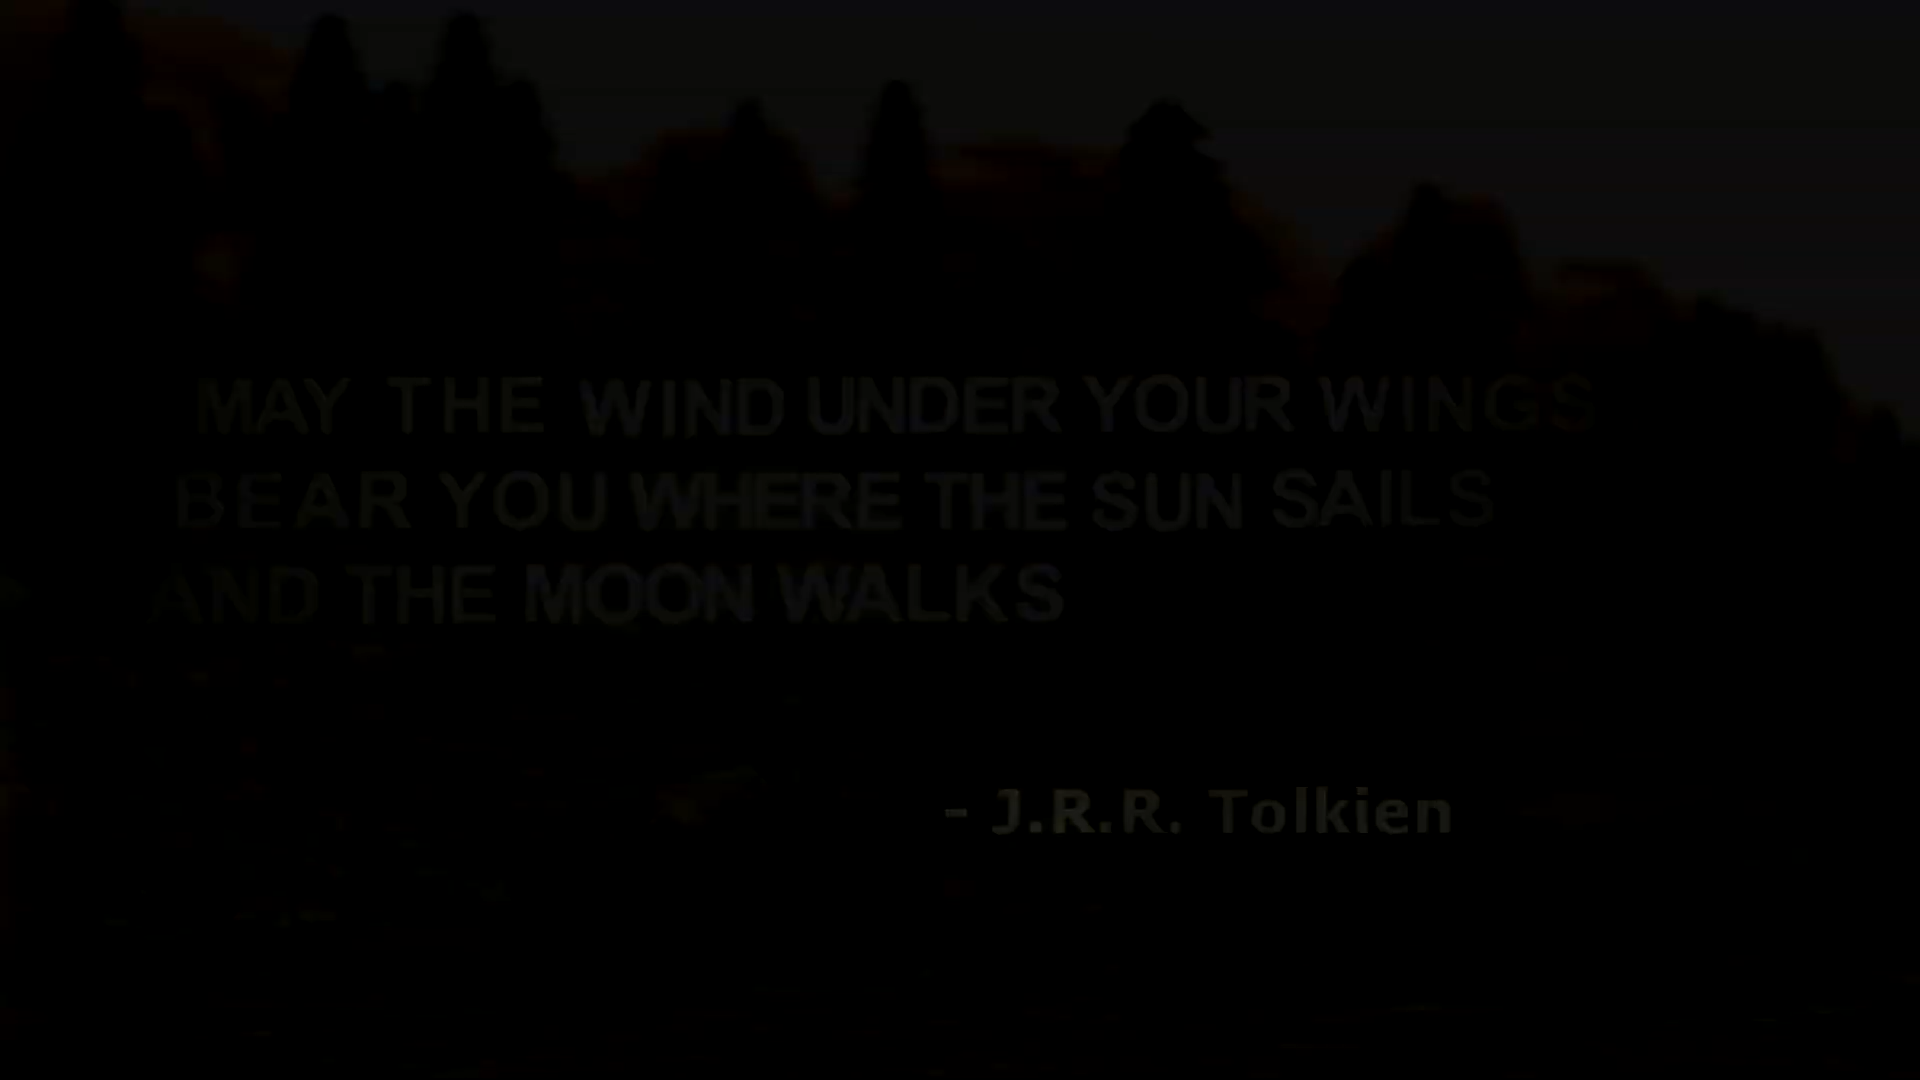 MAY THE WIND UNDER YOUR WINGS
BEAR YOU WHERE THE SUN SAILS
AND THE MOON WALKS
- J.R.R. Tolkien